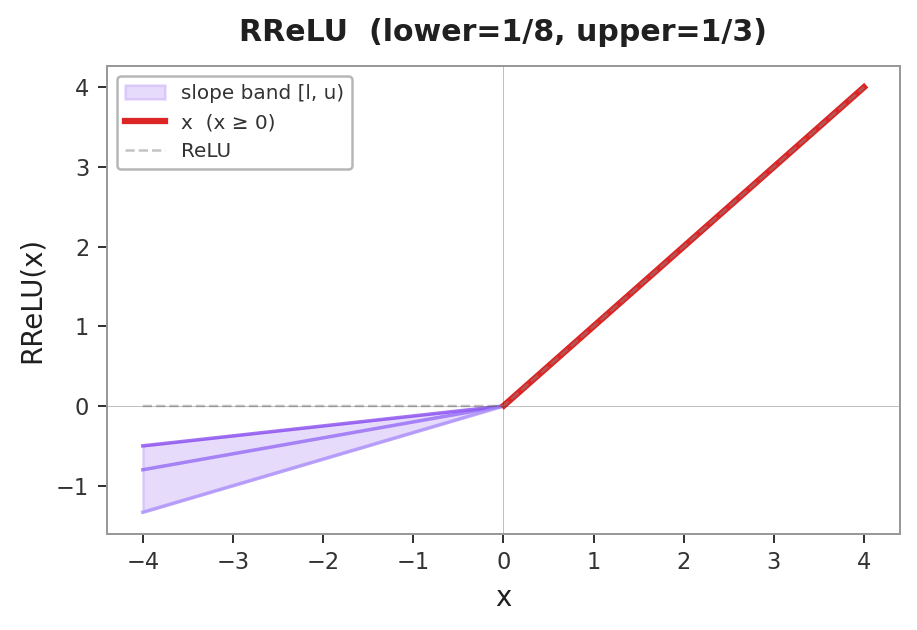 RReLU  (lower=1/8, upper=1/3)
slope band [l, u)
x  (x ≥ 0)
ReLU
RReLU(x)
4
3
2
1
0
−1
−4
−3
−2
−1
0
1
2
3
4
x